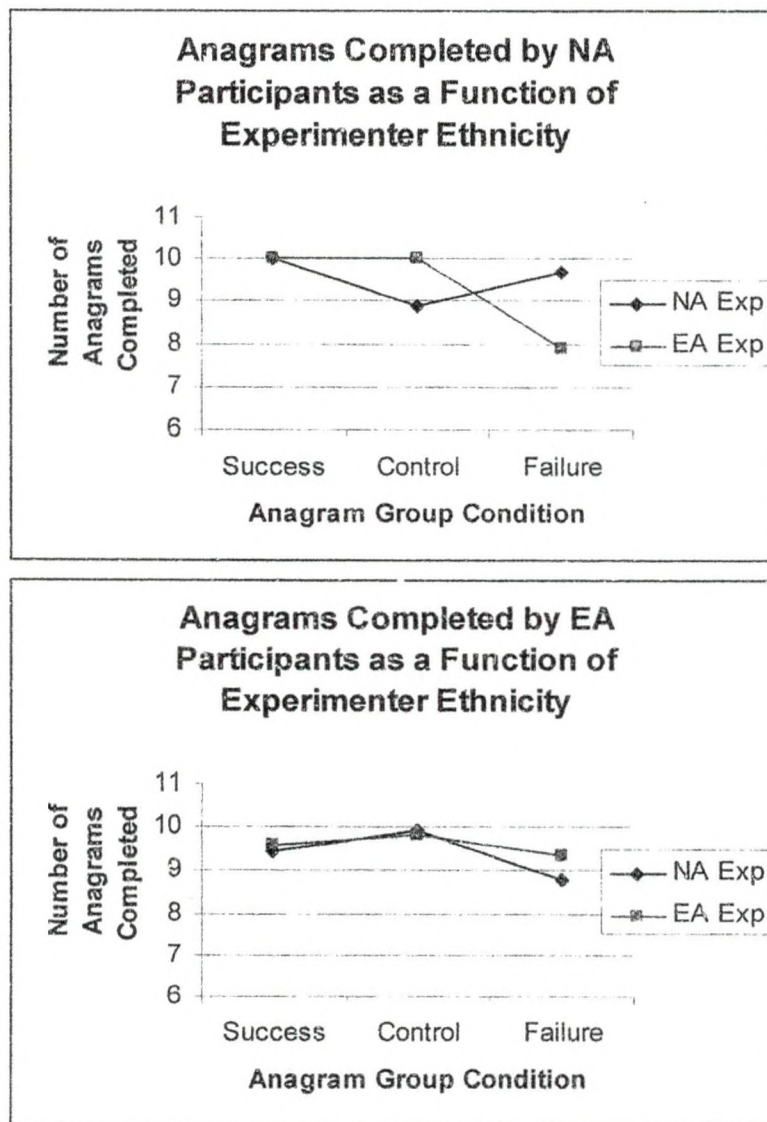 Anagrams Completed by NA
Participants as a Function of
Experimenter Ethnicity
Number of
Anagrams
Completed
11
10
9
8
7
6
Success Control Failure
Anagram Group Condition
NA Exp
EA Exp
Anagrams Completed by EA
Participants as a Function of
Experimenter Ethnicity
Number of
Anagrams
Completed
11
10
9
8
7
6
Success Control Failure
Anagram Group Condition
NA Exp
EA Exp